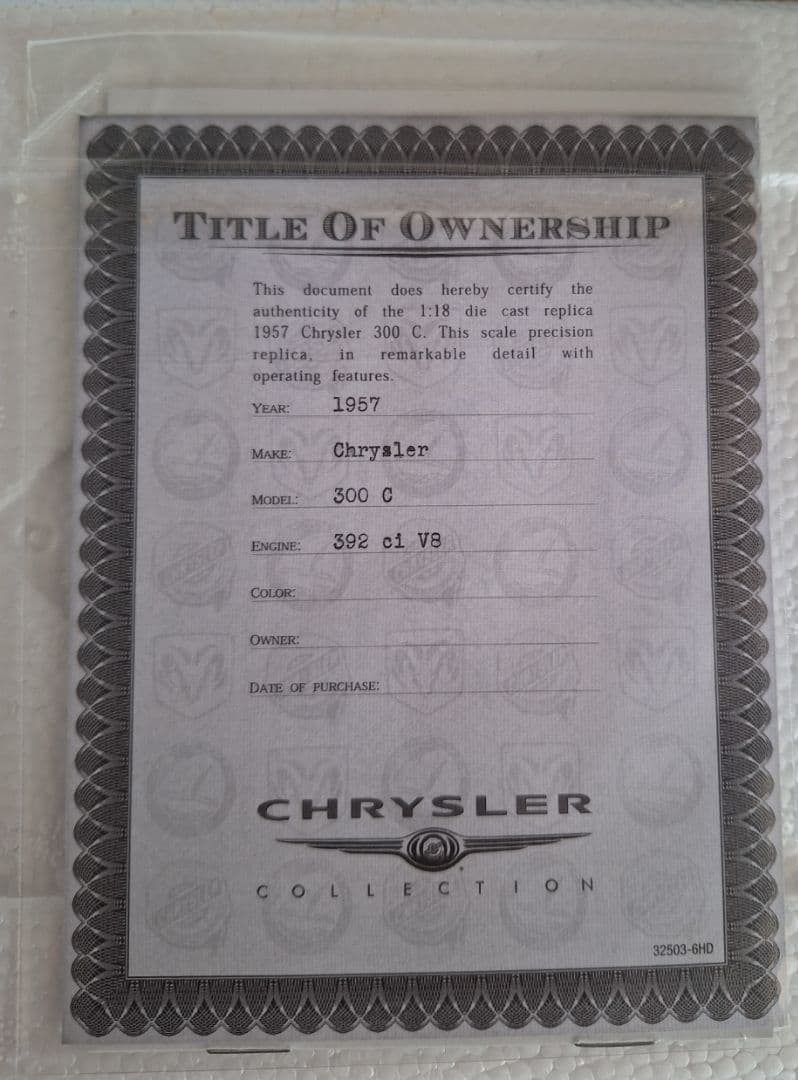 TITLE OF OWNERSHIP
This document does hereby certify the
authenticity of the 1:18 die cast replica
1957 Chrysler 300 C. This scale precision
replica, in remarkable detail with
operating features.
YEAR: 1957
MAKE: Chrysler
MODEL: 300 C
ENGINE: 392 ci V8
COLOR:
OWNER:
DATE OF PURCHASE:
CHRYSLER
COLLECTION
32503-6HD